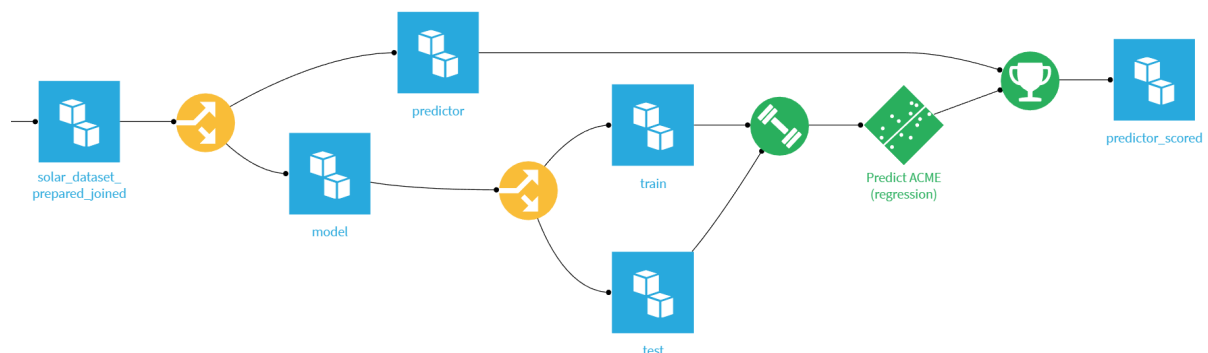 predictor
predictor_scored
solar_dataset_
prepared_joined
train
Predict ACME
(regression)
model
test